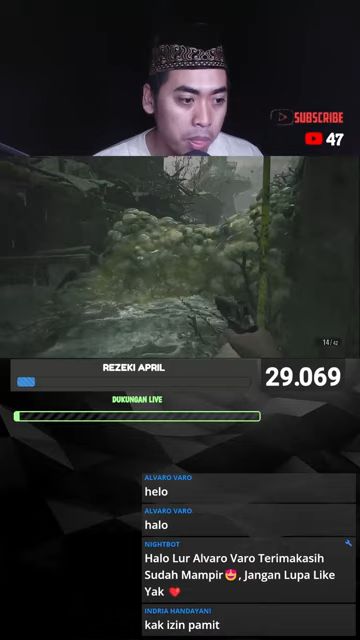 SUBSCRIBE
47
14 / 42
REZEKI APRIL
29.069
DUKUNGAN LIVE
ALVARO VARO
helo
ALVARO VARO
halo
NIGHTBOT
Halo Lur Alvaro Varo Terimakasih
Sudah Mampir🤩, Jangan Lupa Like
Yak ❤️
INDRIA HANDAYANI
kak izin pamit